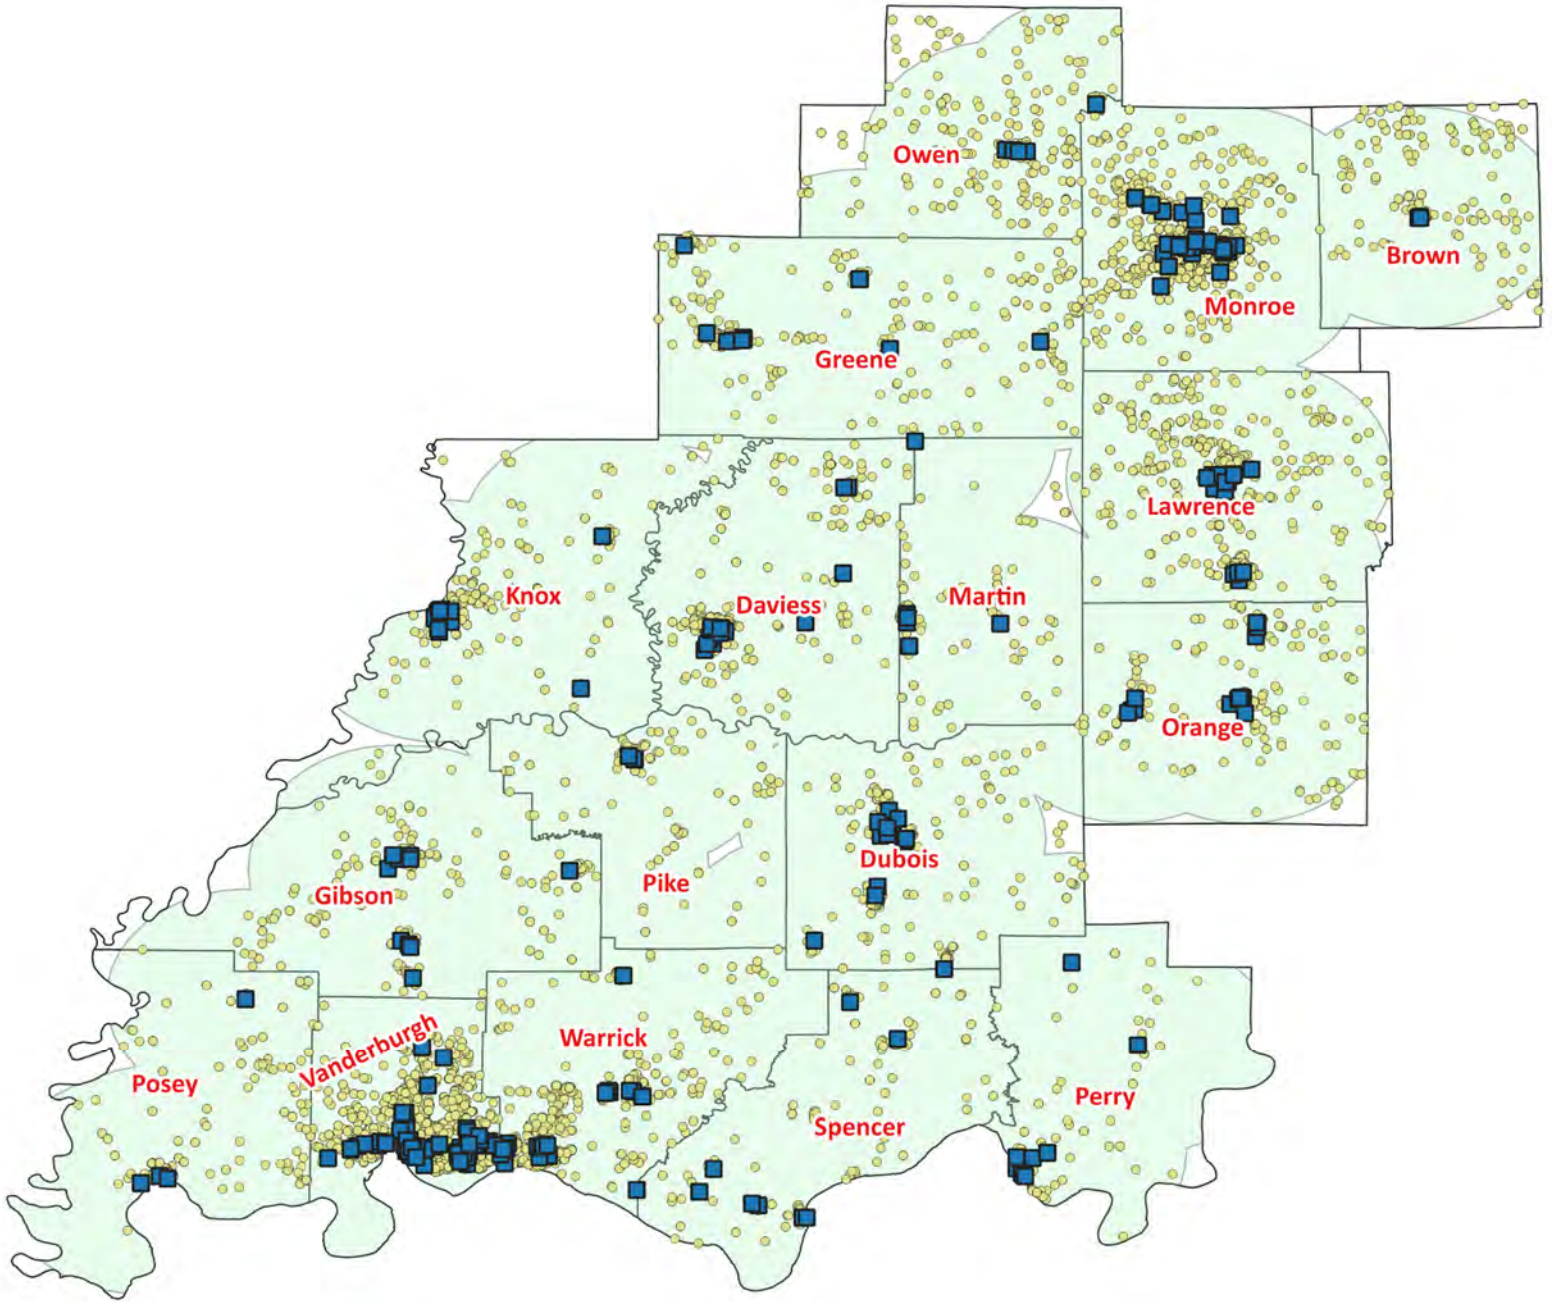 Owen
Brown
Monroe
Greene
Lawrence
Knox
Daviess
Martin
Orange
Dubois
Pike
Gibson
Vanderburgh
Warrick
Posey
Perry
Spencer